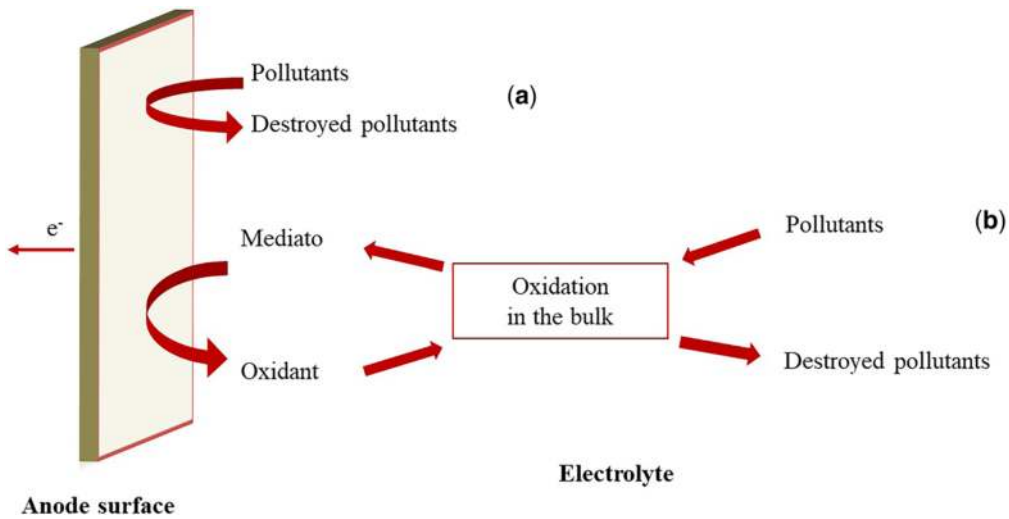 Pollutants
(a)
Destroyed pollutants
e-
Mediato
Pollutants
(b)
Oxidation
in the bulk
Oxidant
Destroyed pollutants
Electrolyte
Anode surface